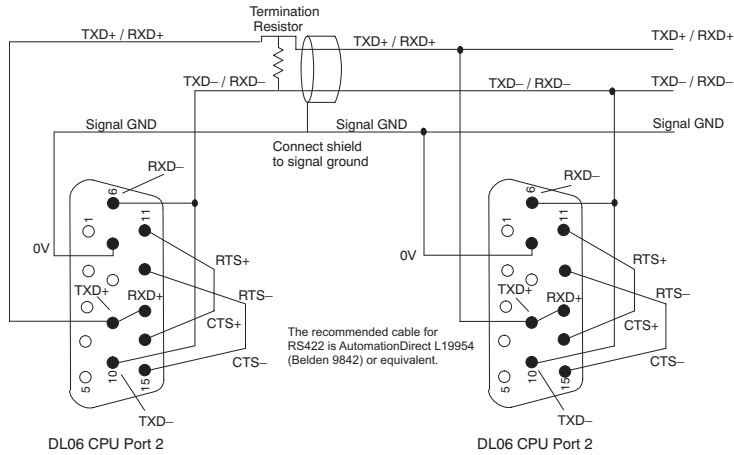 Termination
Resistor
TXD+ / RXD+
TXD+ / RXD+
TXD+ / RXD+
TXD– / RXD–
TXD– / RXD–
TXD– / RXD–
Signal GND
Signal GND
Signal GND
Connect shield
to signal ground
RXD–
6
11
1
0V
RTS+
TXD+
RXD+
RTS–
CTS+
CTS–
5
10
15
TXD–
DL06 CPU Port 2
The recommended cable for
RS422 is AutomationDirect L19954
(Belden 9842) or equivalent.
RXD–
6
11
1
0V
RTS+
TXD+
RXD+
RTS–
CTS+
CTS–
5
10
15
TXD–
DL06 CPU Port 2